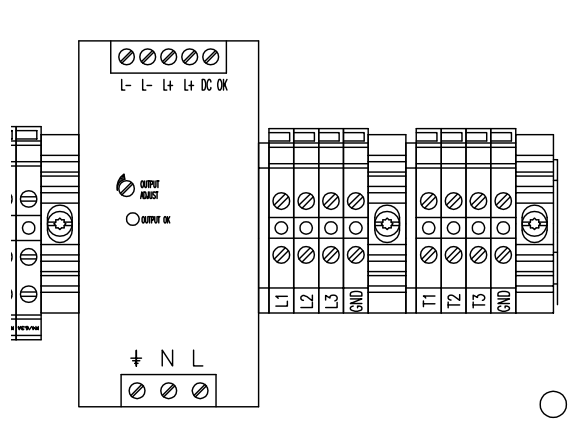 L- L- L+ L+ DC OK
OUTPUT
ADJUST
OUTPUT OK
L1 L2 L3 GND T1 T2 T3 GND
N L